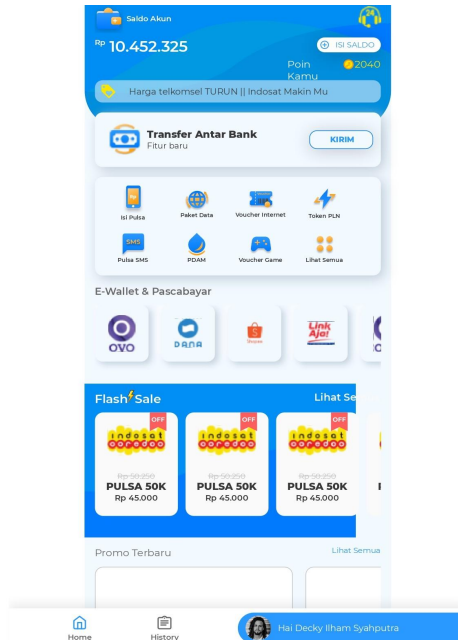 Saldo Akun
24
Rp 10.452.325
ISI SALDO
Poin Kamu
2040
Harga telkomsel TURUN || Indosat Makin Mu
Transfer Antar Bank
Fitur baru
KIRIM
Isi Pulsa
Paket Data
Voucher Internet
Token PLN
SMS
Pulsa SMS
PDAM
Voucher Game
Lihat Semua
E-Wallet & Pascabayar
OVO
DANA
Shopee
Link Aja!
Flash Sale
Lihat Se
OFF
OFF
OFF
indosat ooredoo
indosat ooredoo
indosat ooredoo
Rp 50.250
Rp 50.250
Rp 50.250
PULSA 50K
PULSA 50K
PULSA 50K
Rp 45.000
Rp 45.000
Rp 45.000
Promo Terbaru
Lihat Semua
Home
History
Hai Decky Ilham Syahputra